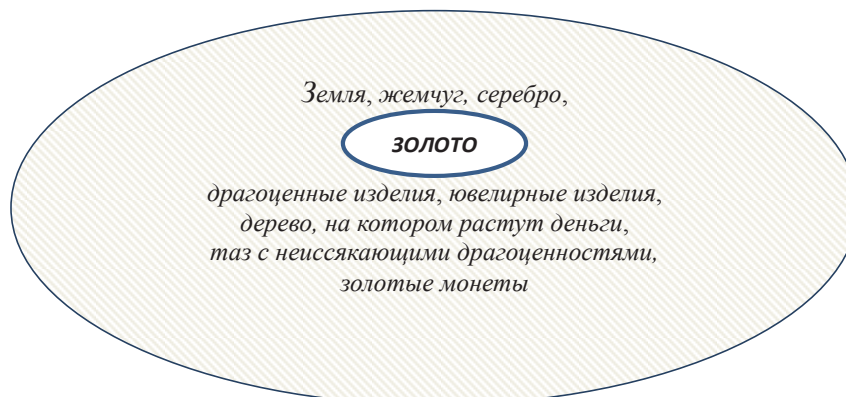 Земля, жемчуг, серебро,
ЗОЛОТО
драгоценные изделия, ювелирные изделия,
дерево, на котором растут деньги,
таз с неиссякающими драгоценностями,
золотые монеты